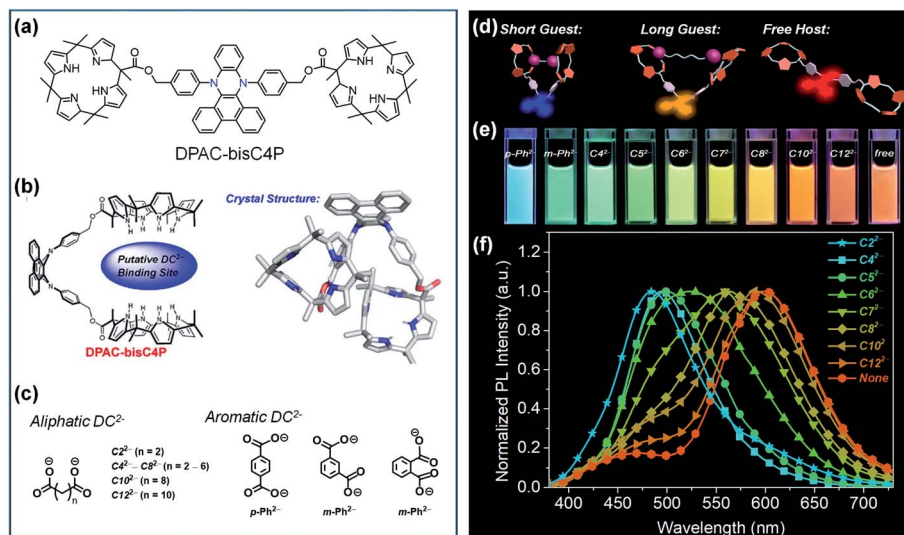 (a)
O
O
NH
N
HN
N
N
N
O
O
NH
N
HN
N
DPAC-bisC4P
(b)
Putative DC2-
Binding Site
DPAC-bisC4P
Crystal Structure:
(c)
Aliphatic DC2-
C2²⁻ (n = 2)
C4²⁻– C8²⁻ (n = 2 – 6)
C10²⁻ (n = 8)
C12²⁻ (n = 10)
Aromatic DC2-
p-Ph²⁻
m-Ph²⁻
m-Ph²⁻
(d)
Short Guest:
Long Guest:
Free Host:
(e)
p-Ph²⁻
m-Ph²⁻
C4²⁻
C5²⁻
C6²⁻
C7²⁻
C8²⁻
C10²⁻
C12²⁻
free
(f)
Normalized PL Intensity (a.u.)
1.0
0.8
0.6
0.4
0.2
0.0
C2²⁻
C4²⁻
C5²⁻
C6²⁻
C7²
C8²⁻
C10²
C12²⁻
None
400
450
500
550
600
650
700
Wavelength (nm)